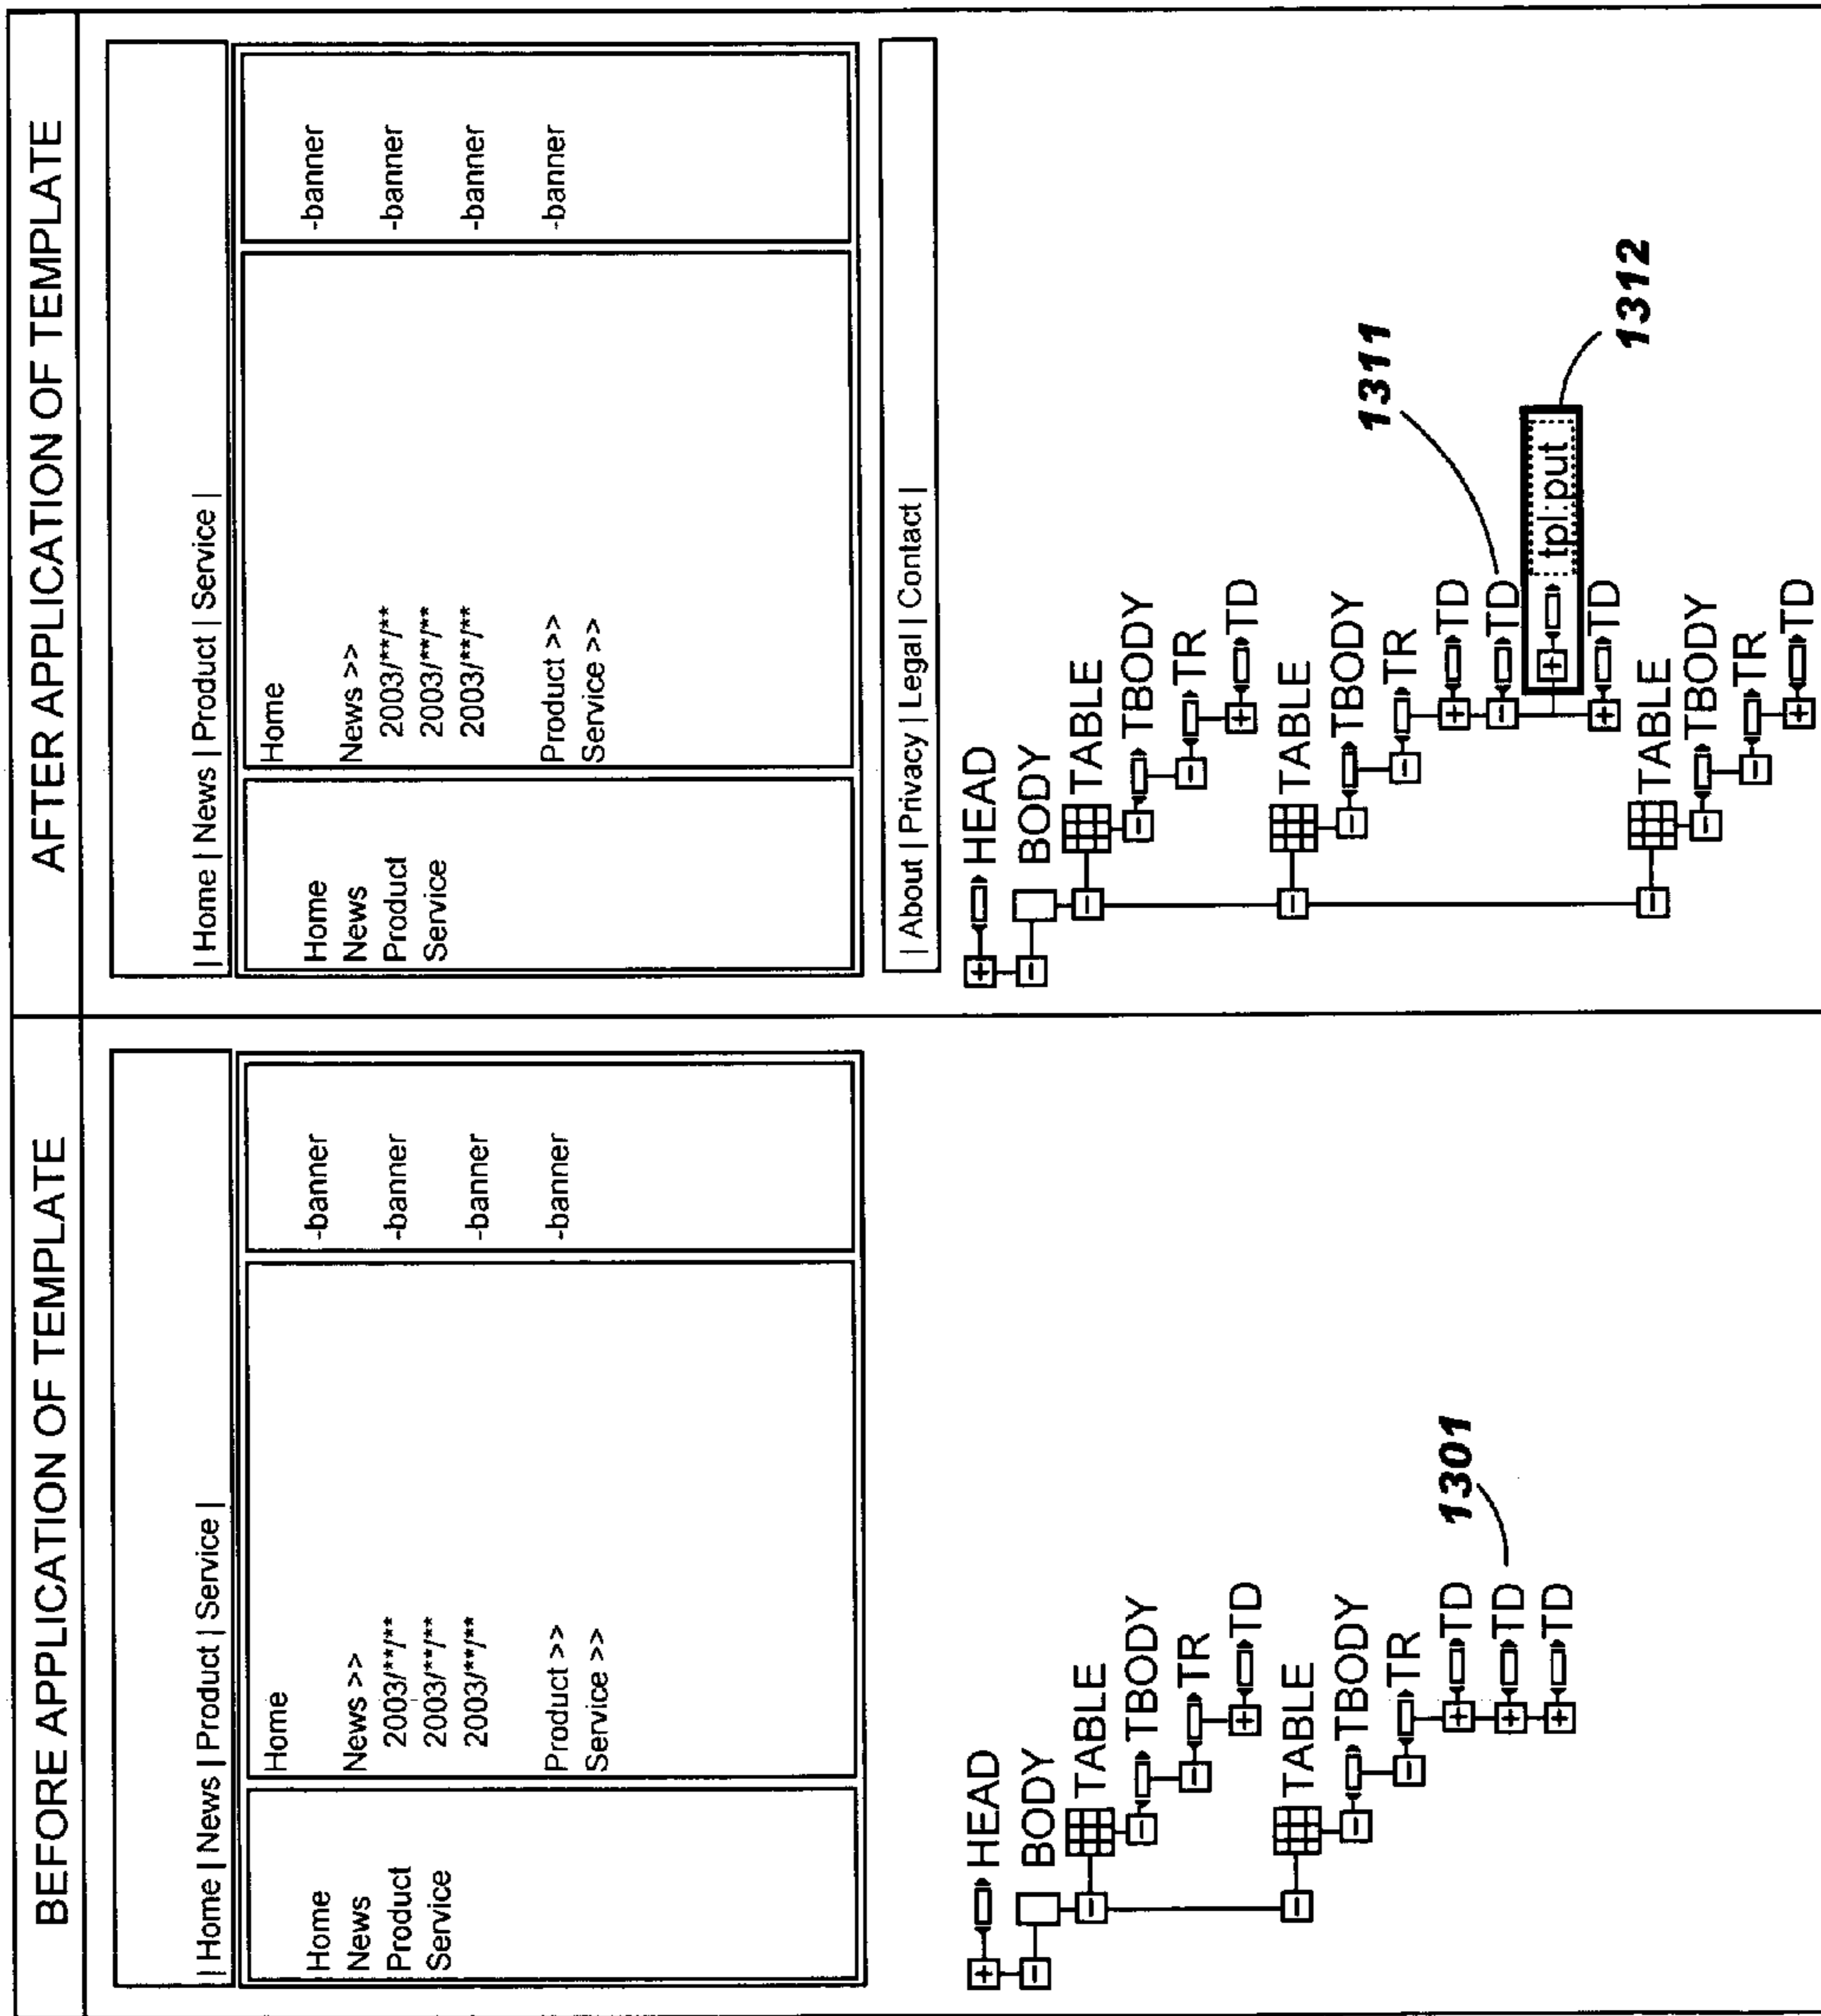 BEFORE APPLICATION OF TEMPLATE
| Home | News | Product | Service |
Home
News
Product
Service
Home
News >>
2003/**/**
2003/**/**
2003/**/**
Product >>
Service >>
-banner
-banner
-banner
-banner
HEAD
BODY
TABLE
TBODY
TR
TD
TABLE
TBODY
TR
TD
TD
1301
TD
AFTER APPLICATION OF TEMPLATE
| Home | News | Product | Service |
Home
News
Product
Service
Home
News >>
2003/**/**
2003/**/**
2003/**/**
Product >>
Service >>
-banner
-banner
-banner
-banner
| About | Privacy | Legal | Contact |
HEAD
BODY
TABLE
TBODY
TR
TD
TABLE
TBODY
TR
TD
TD
1311
tpl:put
1312
TD
TABLE
TBODY
TR
TD